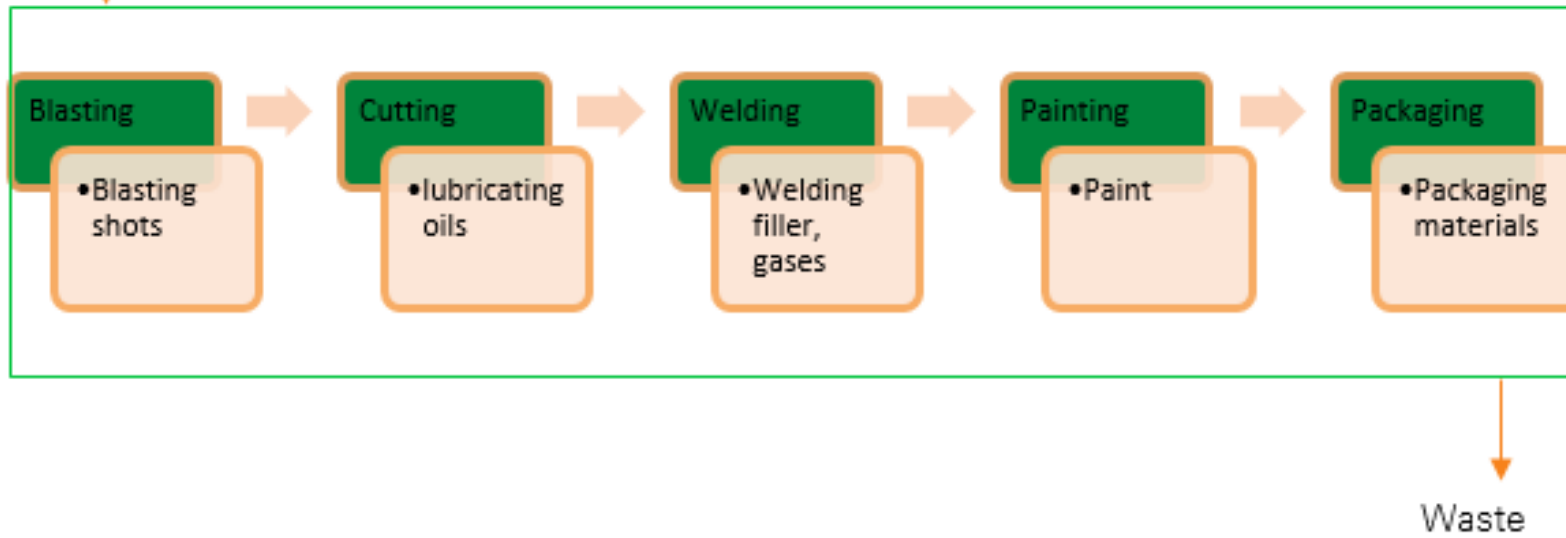 Blasting
•Blasting
shots
Cutting
•lubricating
oils
Welding
•Welding
filler,
gases
Painting
•Paint
Packaging
•Packaging
materials
Waste